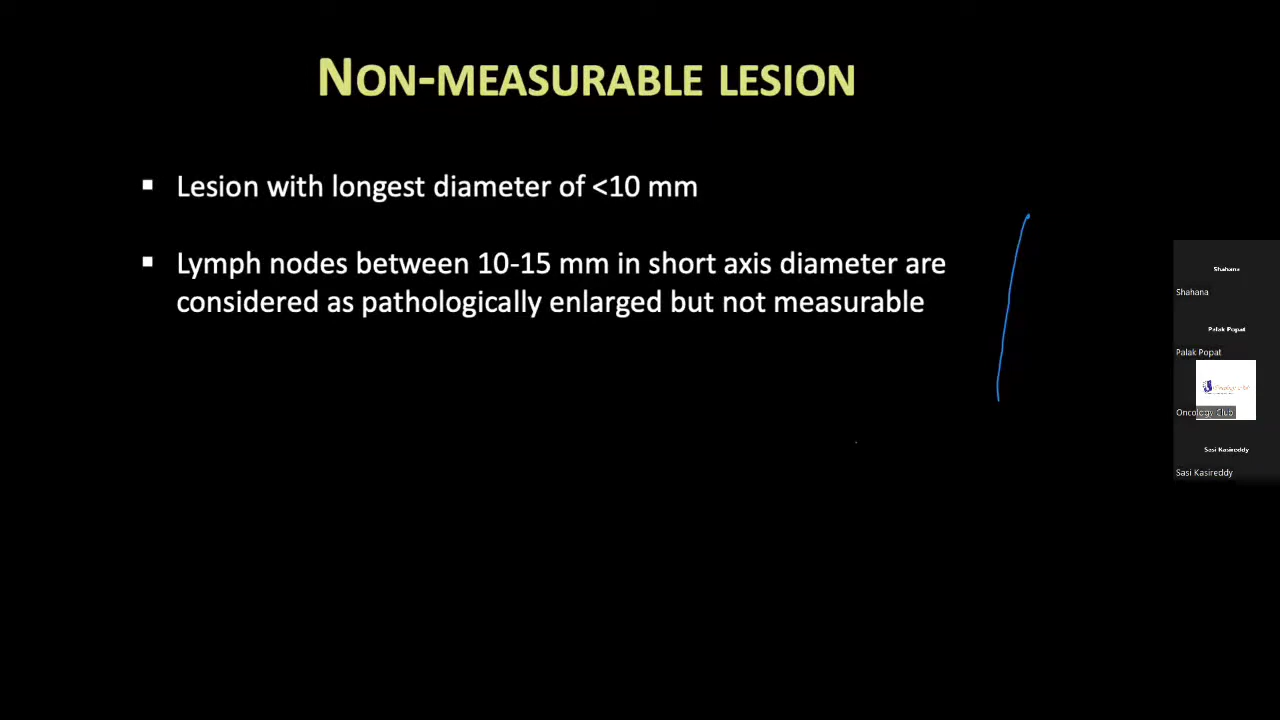 NON-MEASURABLE LESION
▪ Lesion with longest diameter of <10 mm
▪ Lymph nodes between 10-15 mm in short axis diameter are
considered as pathologically enlarged but not measurable
Shahana
Shahana
Palak Popat
Palak Popat
Oncology Club
Sasi Kasireddy
Sasi Kasireddy